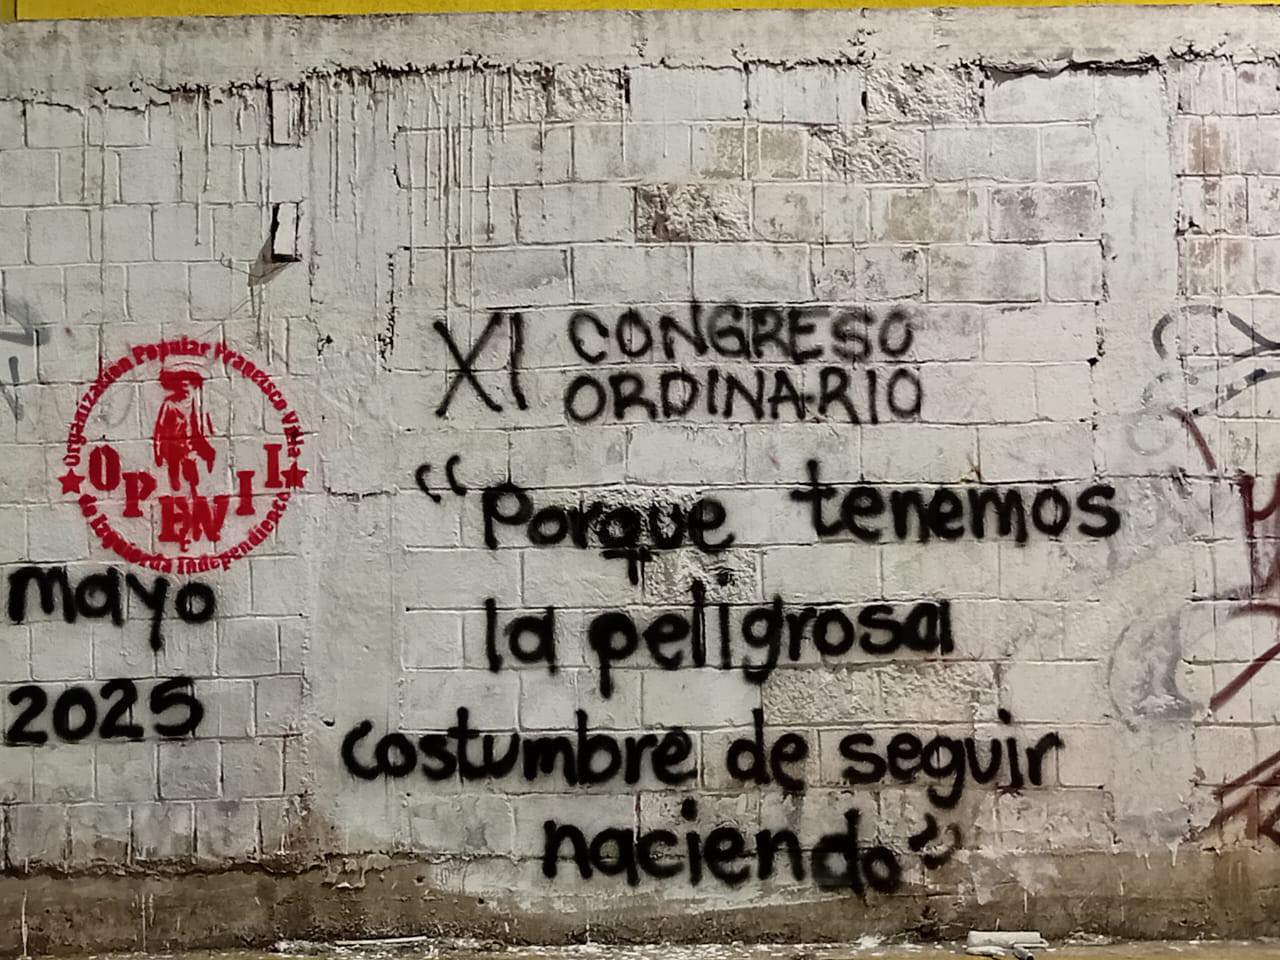 Organización Popular Francisco Villa
de Izquierda Independiente
OPFVII
mayo
2025
XI CONGRESO
ORDINARIO
“Porque tenemos
la peligrosa
costumbre de seguir
naciendo”